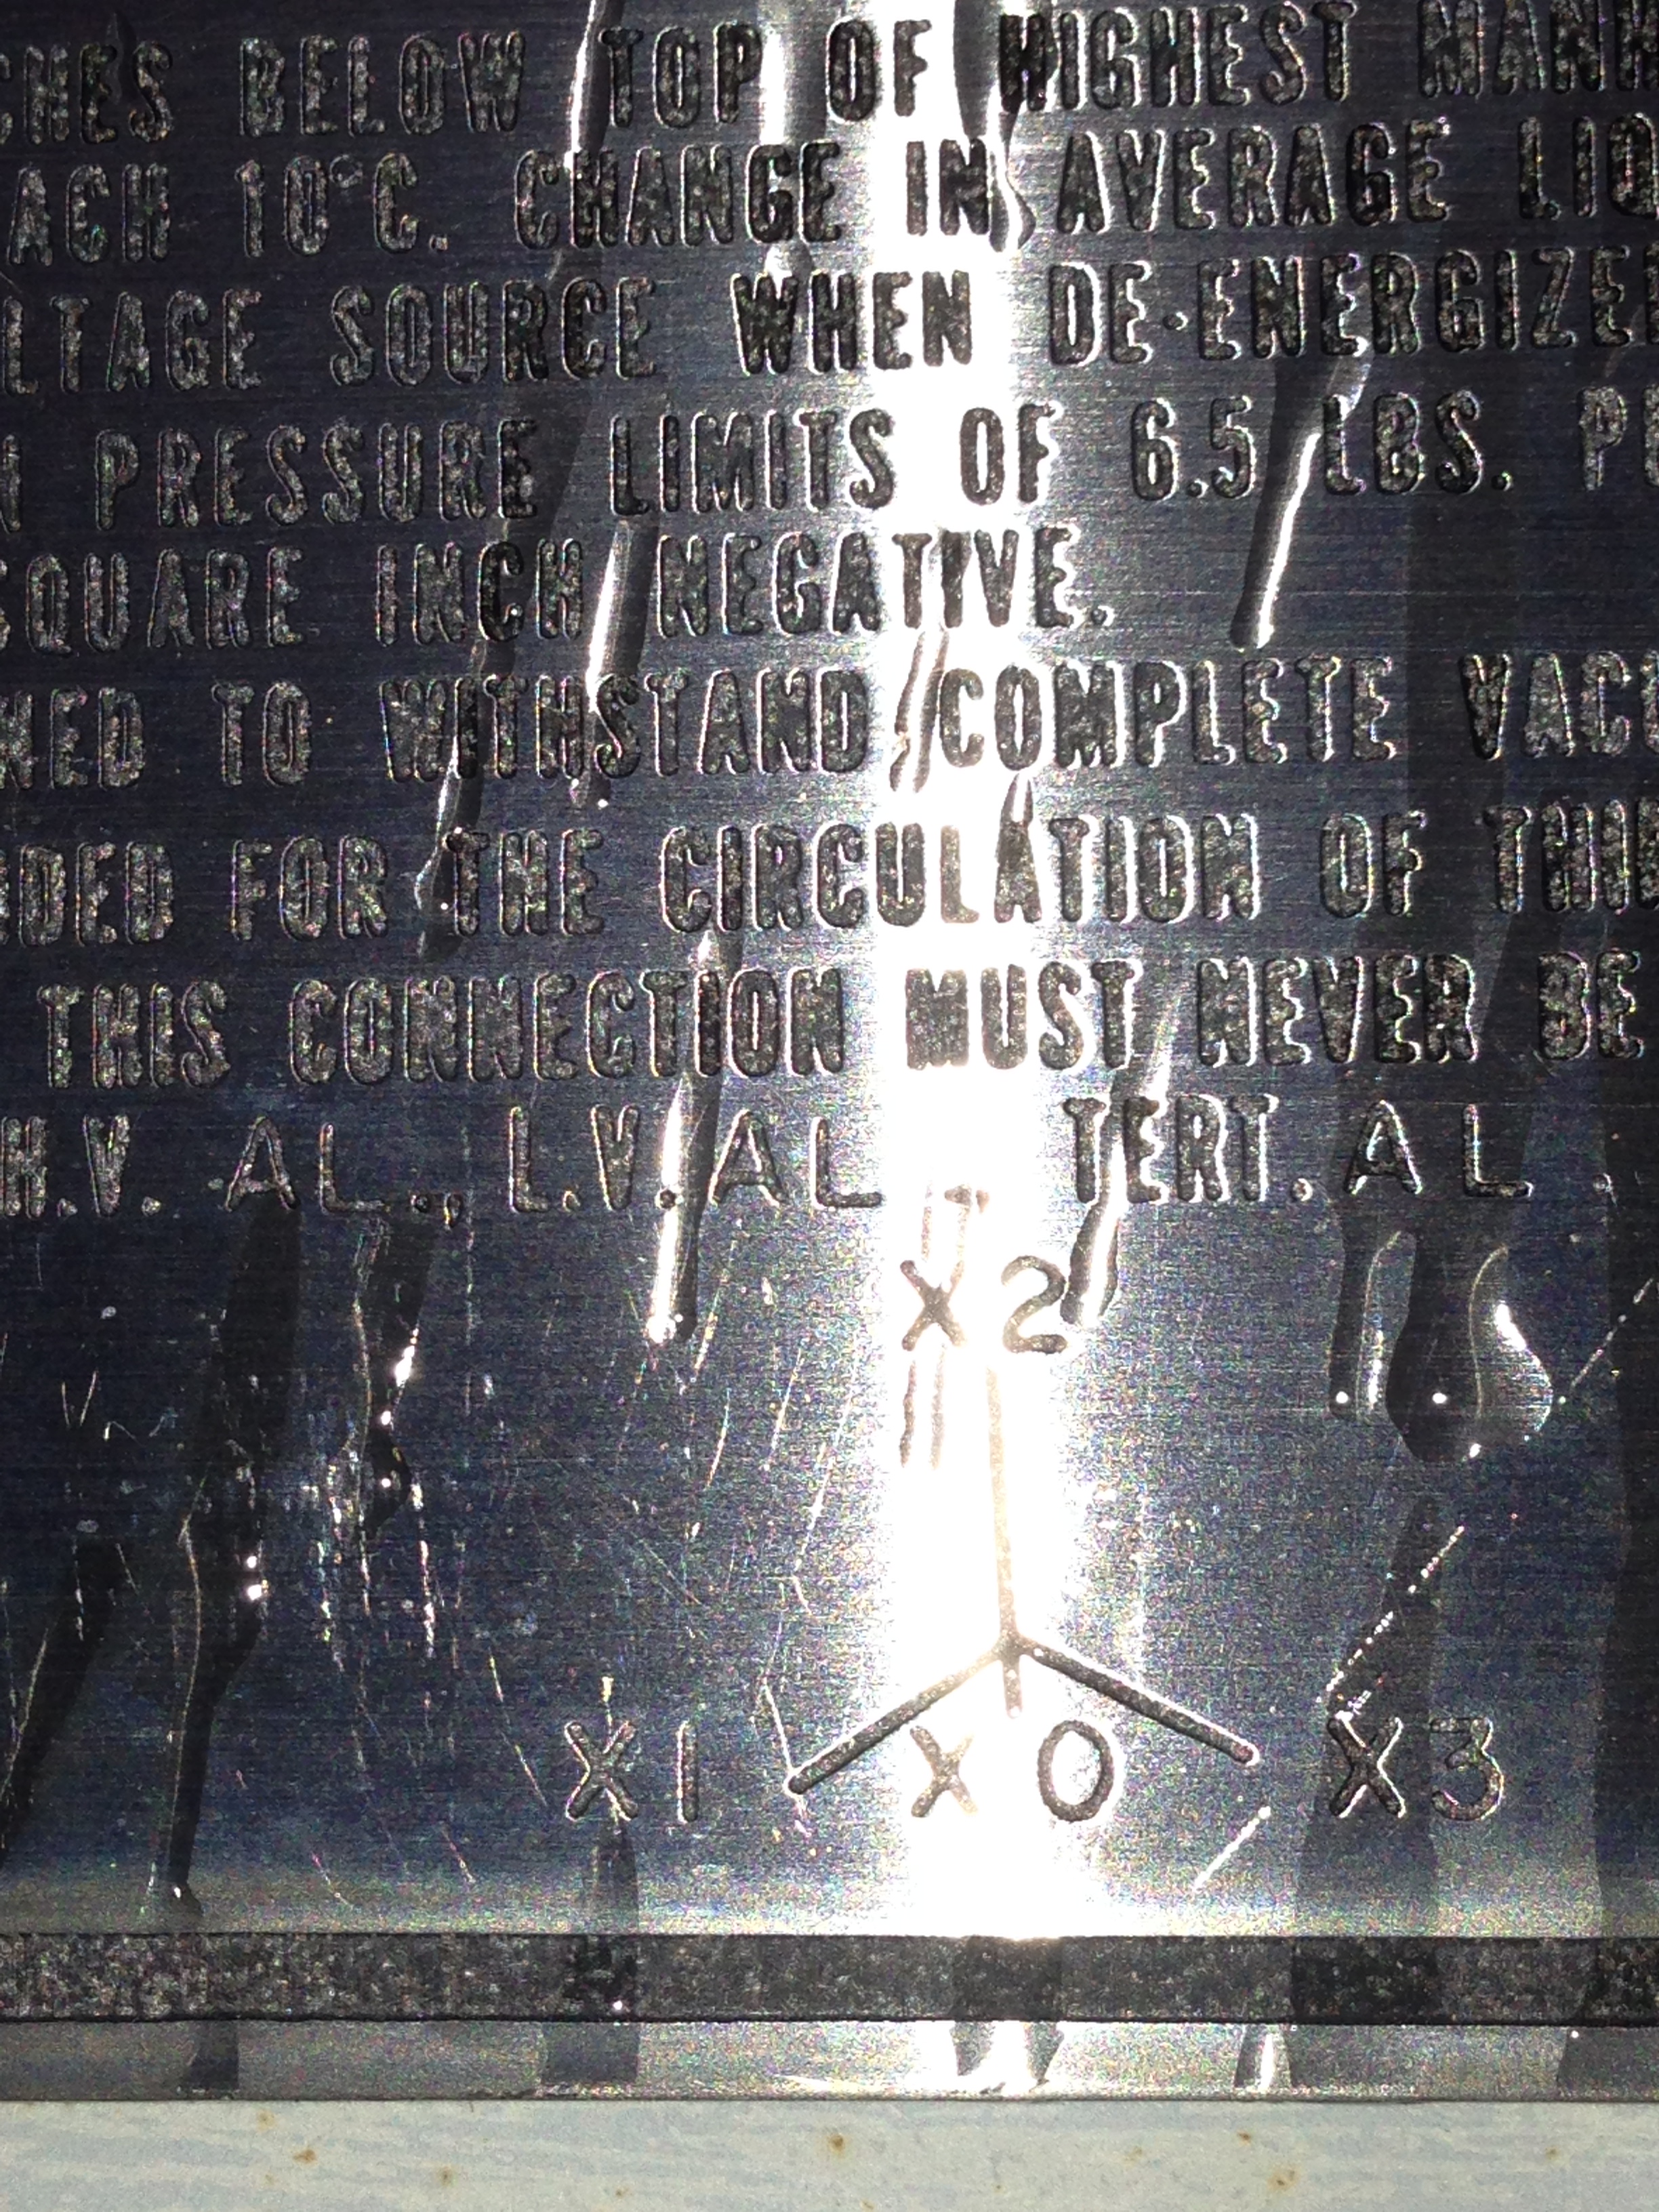 CHES BELOW TOP OF HIGHEST MANH
ACH 10°C. CHANGE IN AVERAGE LIQ
LTAGE SOURCE WHEN DE-ENERGIZED
N PRESSURE LIMITS OF 6.5 LBS. PE
SQUARE INCH NEGATIVE.
NED TO WITHSTAND COMPLETE VACU
DED FOR THE CIRCULATION OF THIS
THIS CONNECTION MUST NEVER BE
H.V. AL., L.V. AL, TERT. AL.
X2
X1 X0 X3